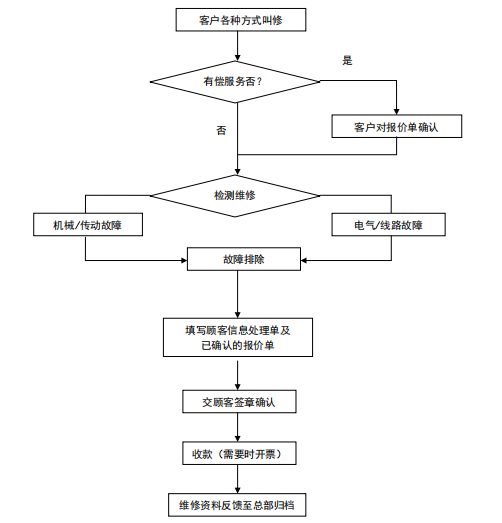 客户各种方式叫修
是
有偿服务否？
客户对报价单确认
否
检测维修
机械/传动故障
电气/线路故障
故障排除
填写顾客信息处理单及
已确认的报价单
交顾客签章确认
收款（需要时开票）
维修资料反馈至总部归档